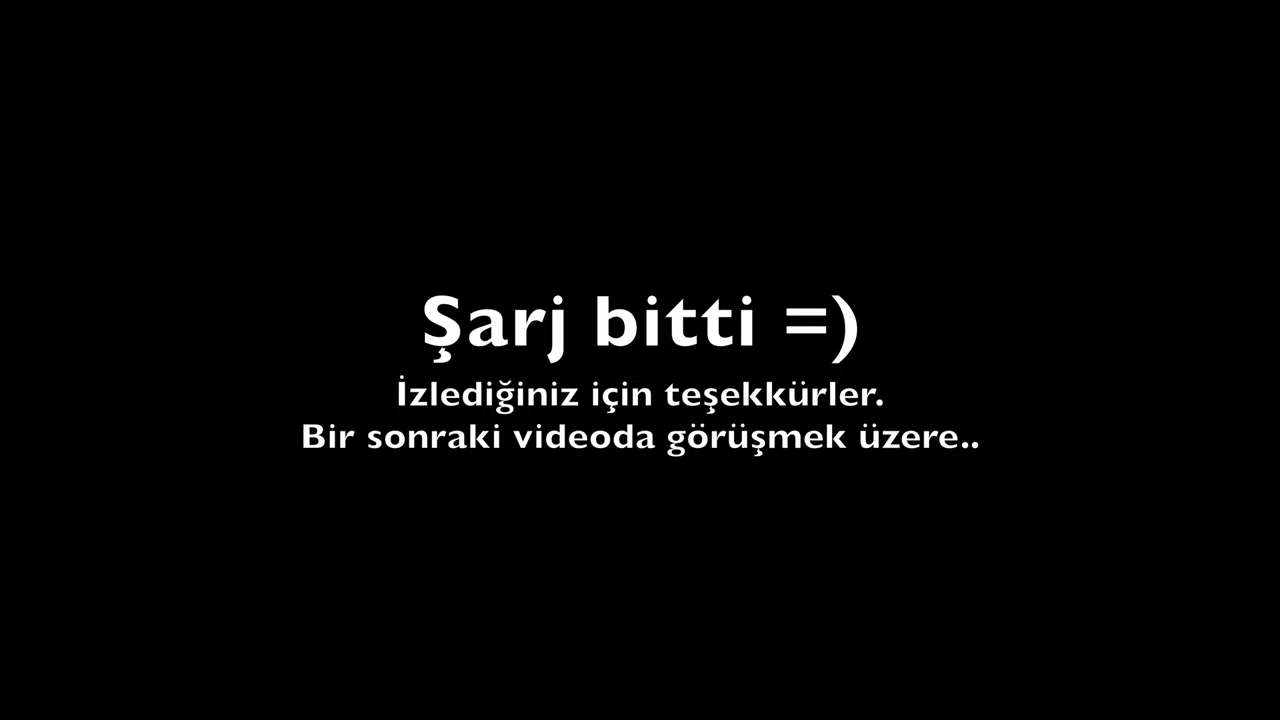 Şarj bitti =)
İzlediğiniz için teşekkürler.
Bir sonraki videoda görüşmek üzere..